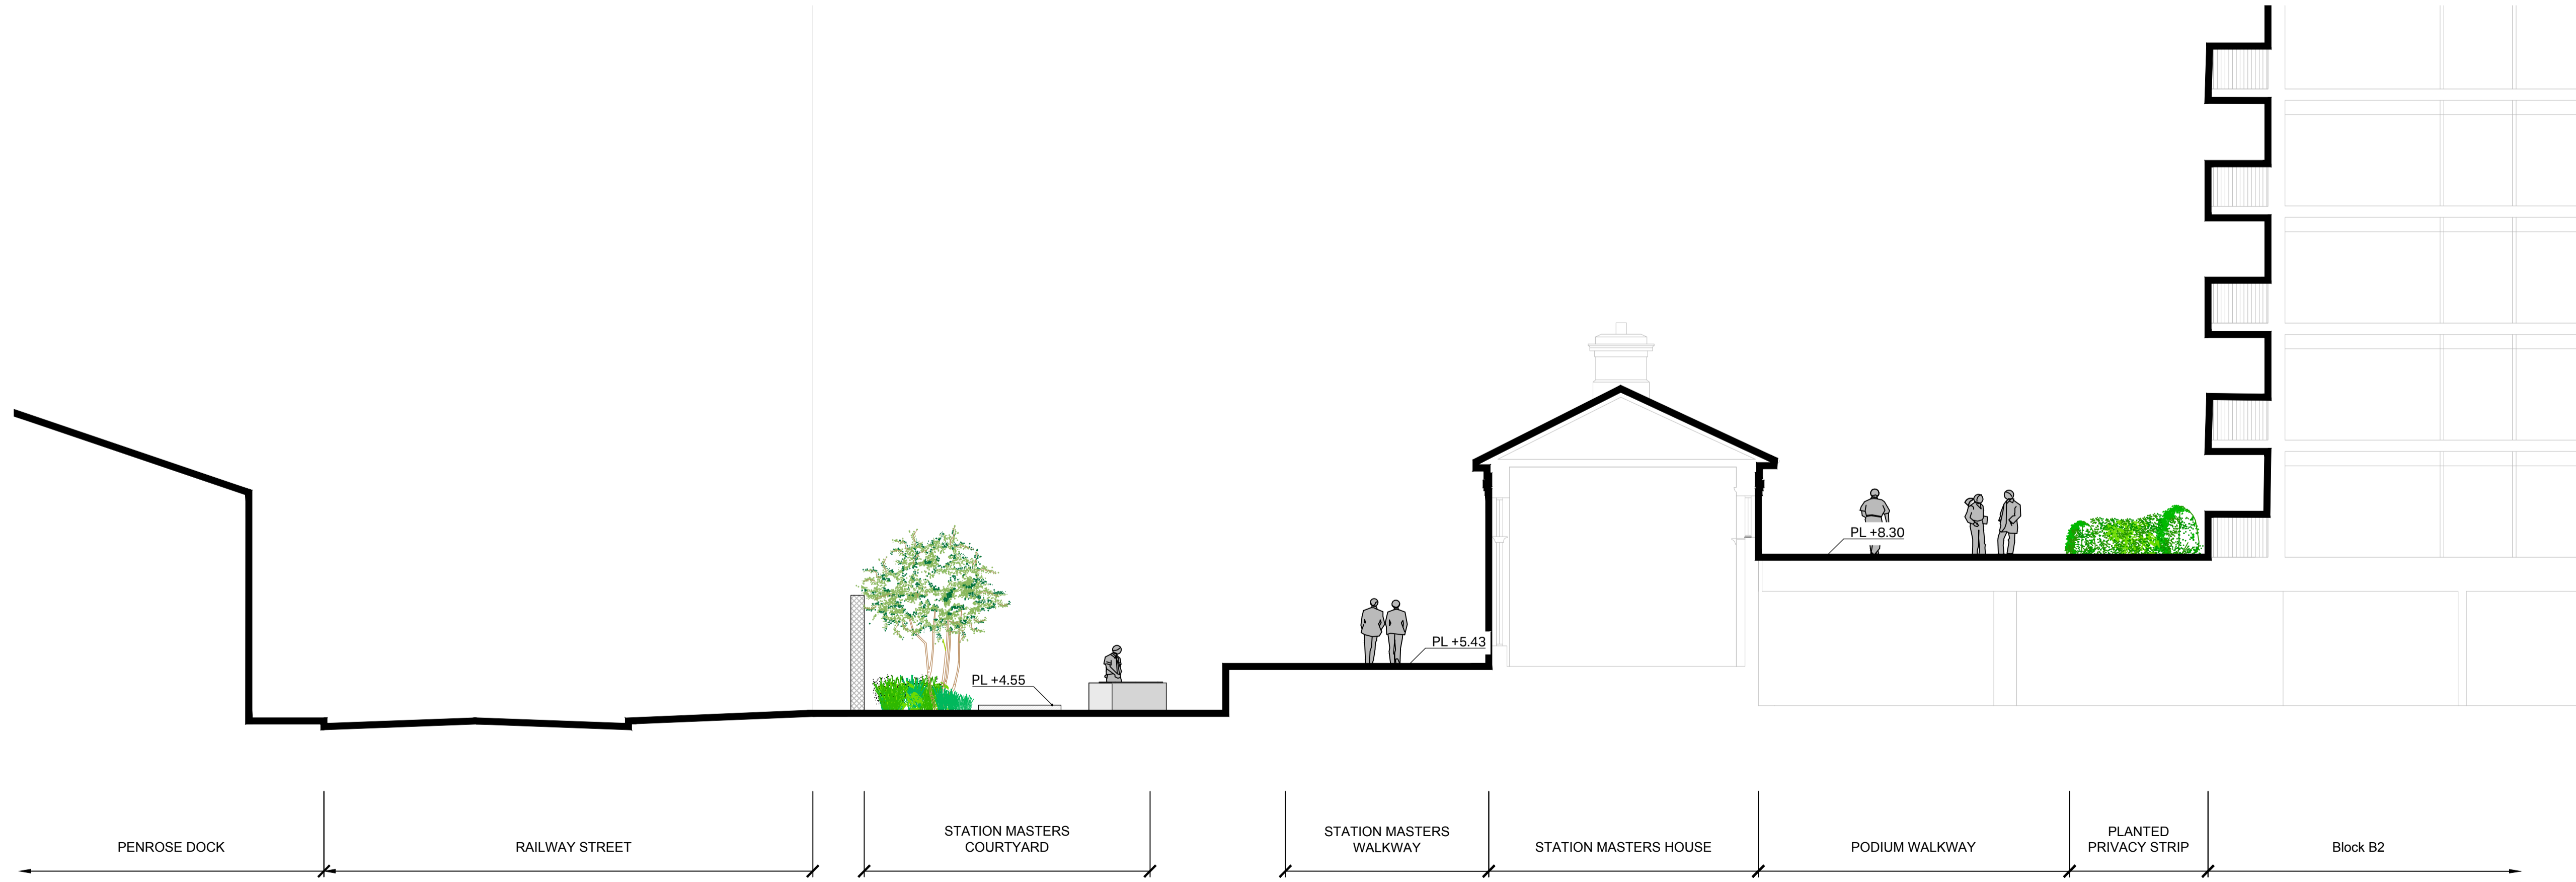 PL +8.30
PL +5.43
PL +4.55
PENROSE DOCK
RAILWAY STREET
STATION MASTERS
COURTYARD
STATION MASTERS
WALKWAY
STATION MASTERS HOUSE
PODIUM WALKWAY
PLANTED
PRIVACY STRIP
Block B2